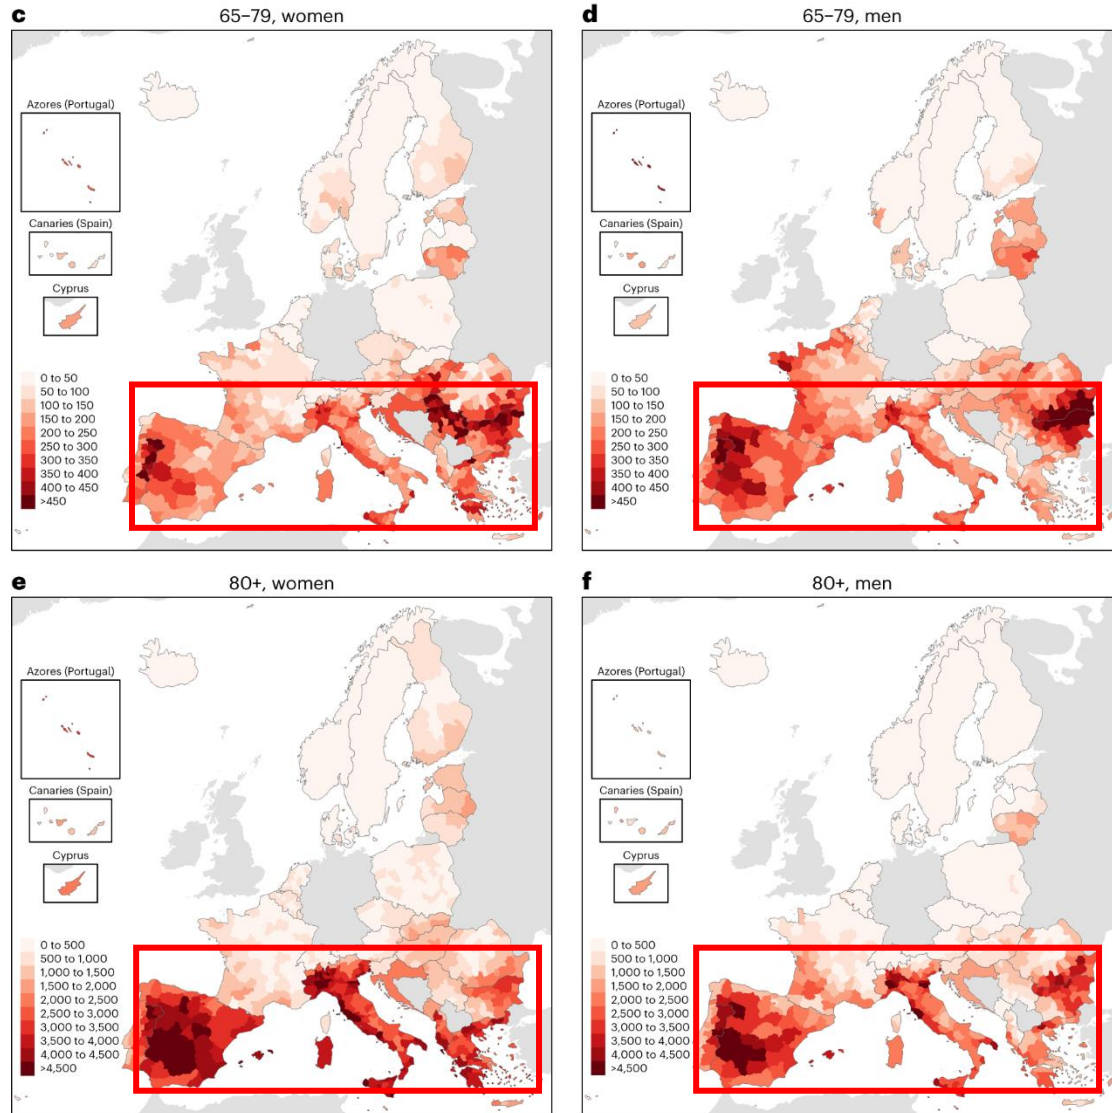 c 65–79, women
Azores (Portugal)
Canaries (Spain)
Cyprus
0 to 50
50 to 100
100 to 150
150 to 200
200 to 250
250 to 300
300 to 350
350 to 400
400 to 450
>450
d 65–79, men
Azores (Portugal)
Canaries (Spain)
Cyprus
0 to 50
50 to 100
100 to 150
150 to 200
200 to 250
250 to 300
300 to 350
350 to 400
400 to 450
>450
e 80+, women
Azores (Portugal)
Canaries (Spain)
Cyprus
0 to 500
500 to 1,000
1,000 to 1,500
1,500 to 2,000
2,000 to 2,500
2,500 to 3,000
3,000 to 3,500
3,500 to 4,000
4,000 to 4,500
>4,500
f 80+, men
Azores (Portugal)
Canaries (Spain)
Cyprus
0 to 500
500 to 1,000
1,000 to 1,500
1,500 to 2,000
2,000 to 2,500
2,500 to 3,000
3,000 to 3,500
3,500 to 4,000
4,000 to 4,500
>4,500